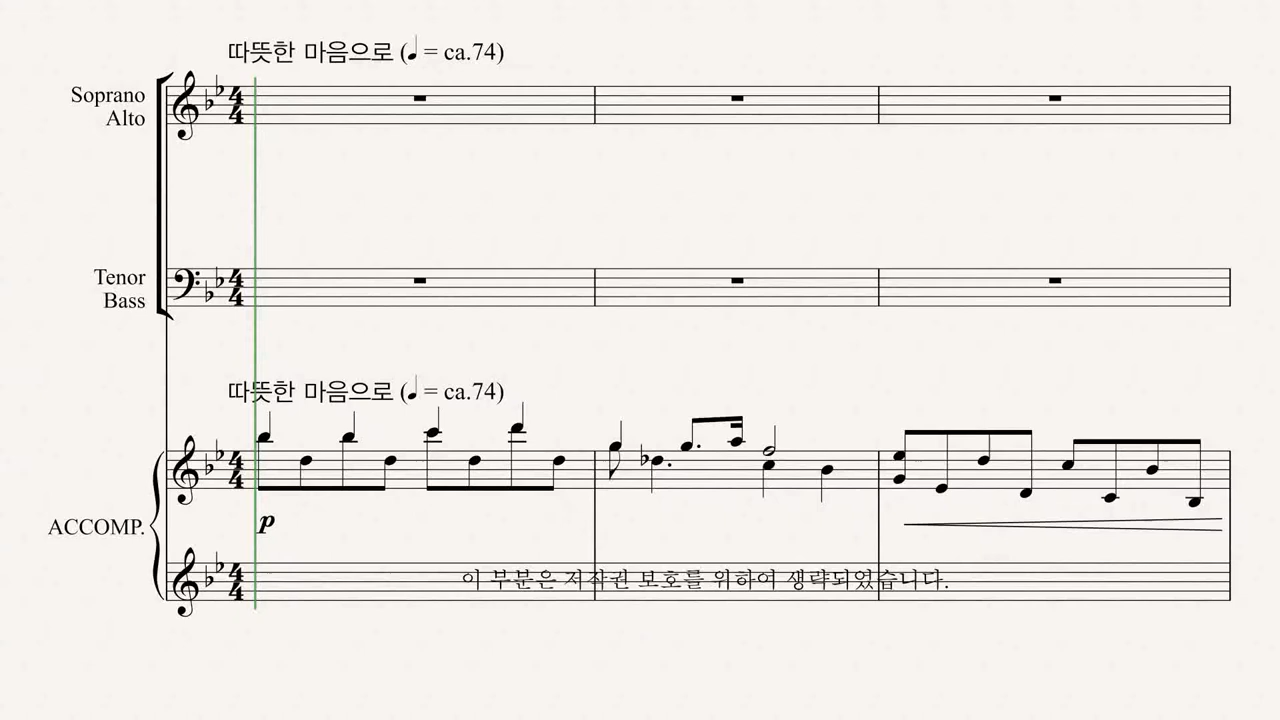 따뜻한 마음으로 (♩ = ca.74)
Soprano
Alto
Tenor
Bass
따뜻한 마음으로 (♩ = ca.74)
p
ACCOMP.
이 부분은 저작권 보호를 위하여 생략되었습니다.